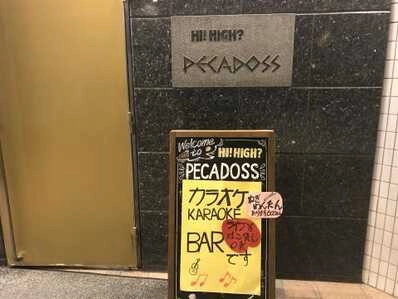 HI! HIGH?
PECADOSS
Welcome
to
HI! HIGH?
PECADOSS
カラオケ
KARAOKE
BAR
です